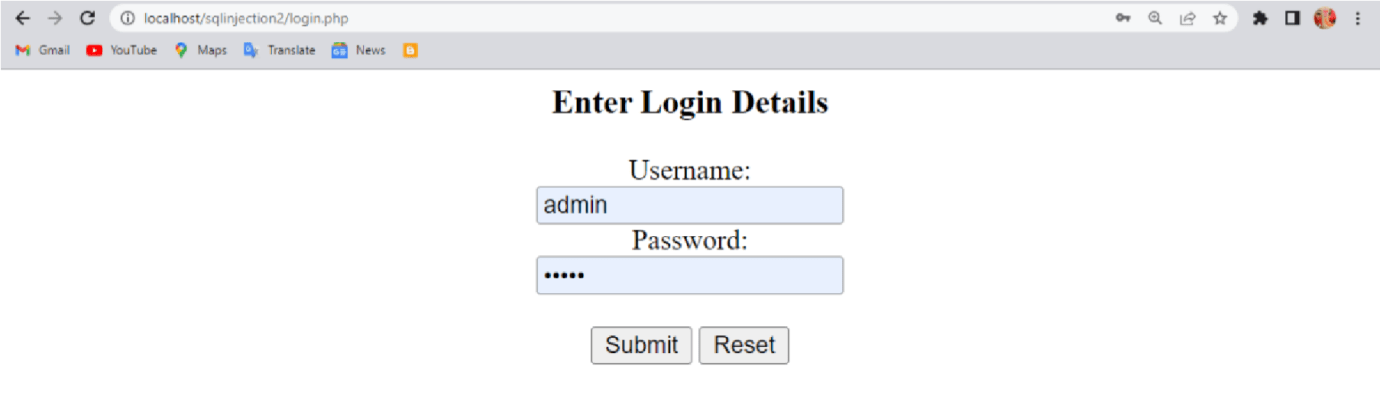 localhost/sqlinjection2/login.php
Gmail YouTube Maps Translate News
Enter Login Details
Username:
admin
Password:
•••••
Submit Reset